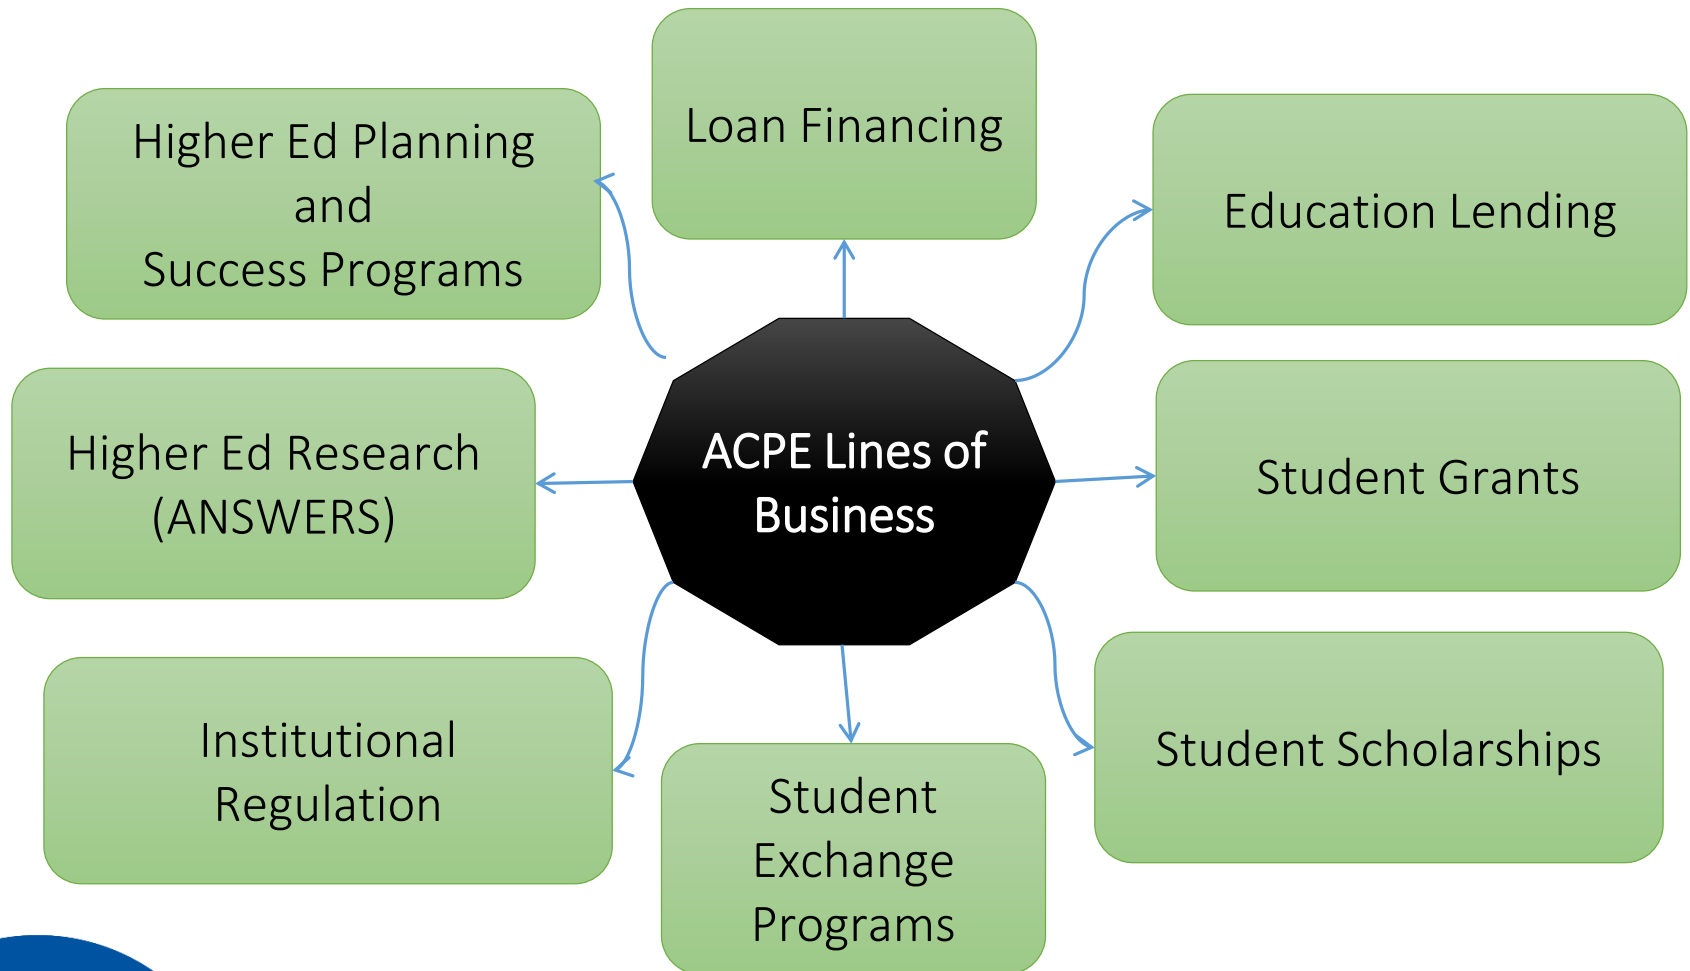 Loan Financing
Higher Ed Planning
and
Success Programs
Education Lending
Higher Ed Research
(ANSWERS)
ACPE Lines of
Business
Student Grants
Institutional
Regulation
Student
Exchange
Programs
Student Scholarships